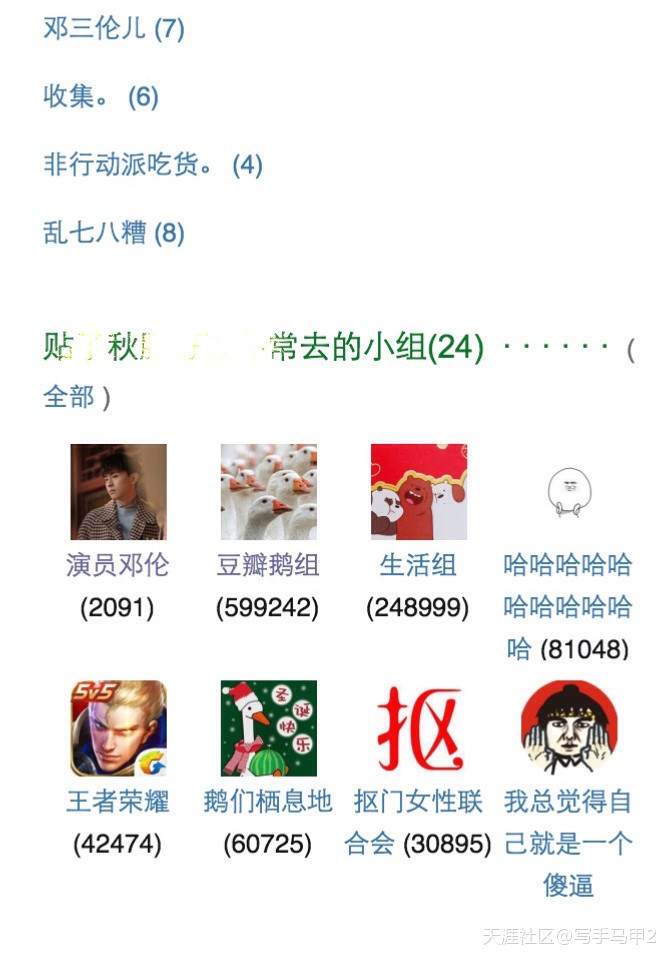 邓三伦儿 (7)
收集。 (6)
非行动派吃货。 (4)
乱七八糟 (8)
贴了秋 常去的小组(24) · · · · · · (
全部 )
演员邓伦 豆瓣鹅组 生活组 哈哈哈哈哈
(2091) (599242) (248999) 哈哈哈哈哈
哈 (81048)
5v5
圣
诞
快
乐
抠
王者荣耀 鹅们栖息地 抠门女性联 我总觉得自
(42474) (60725) 合会 (30895) 己就是一个
傻逼
天涯社区@写手马甲2